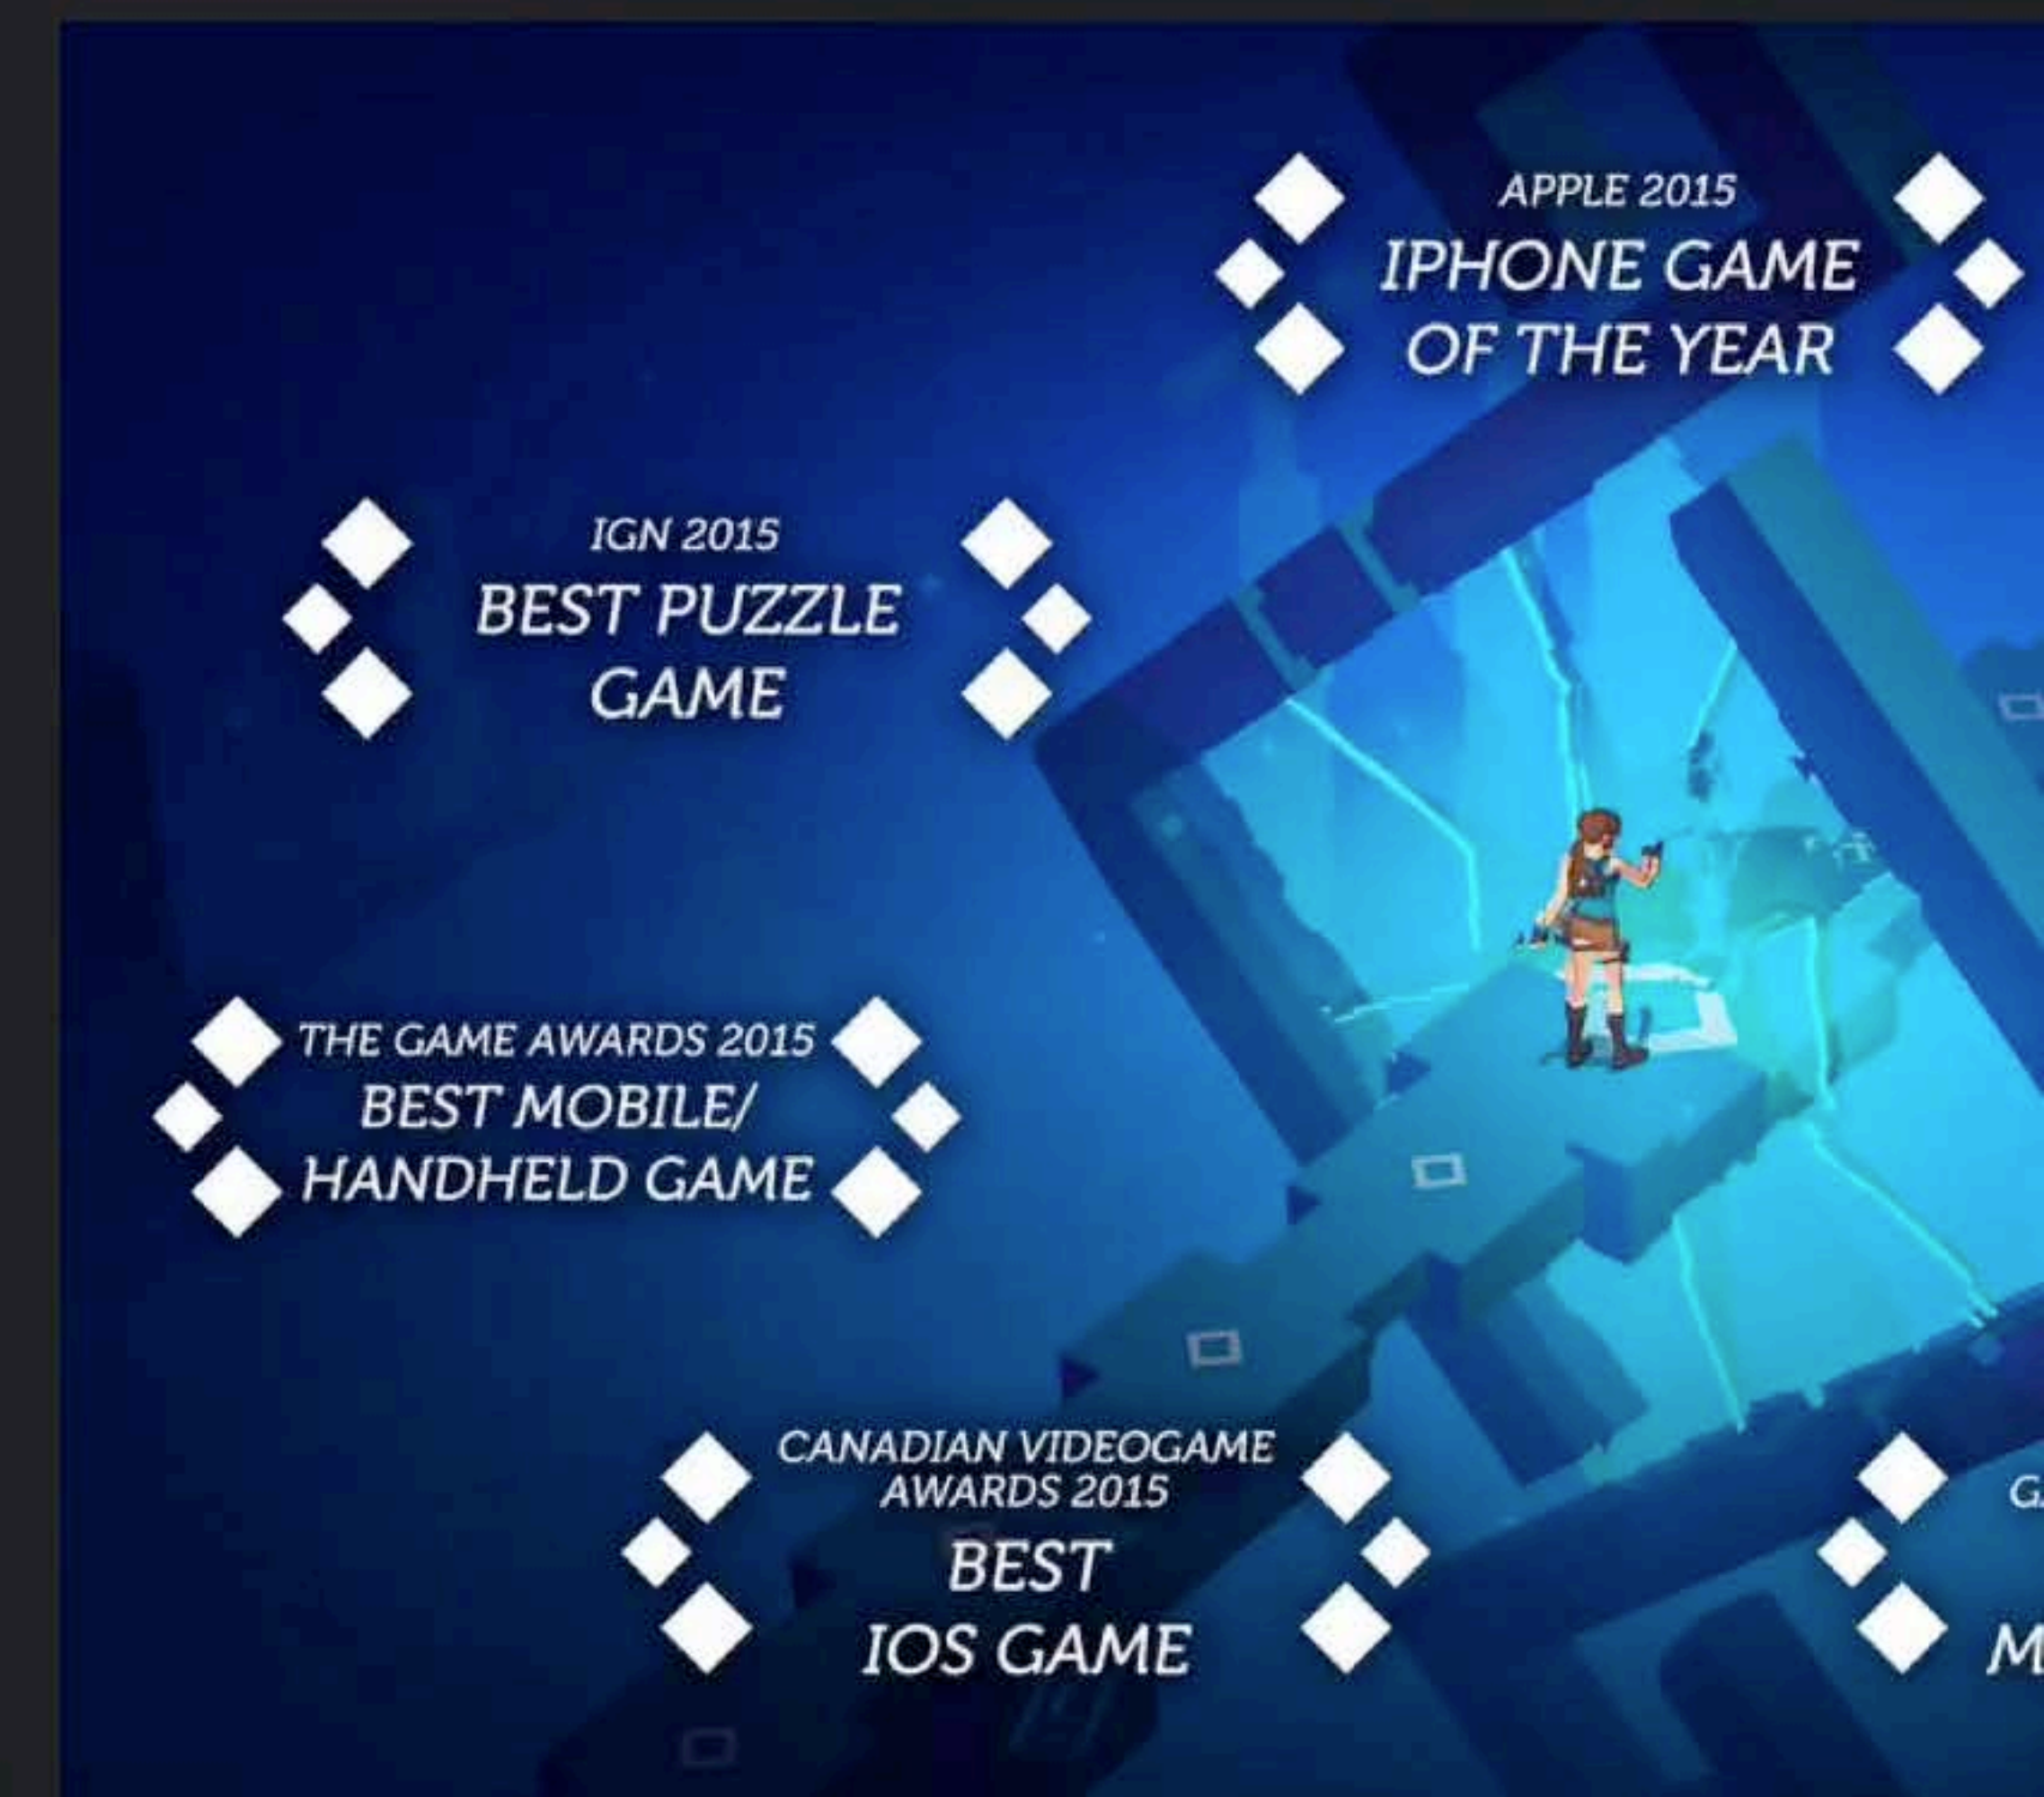 APPLE 2015
IPHONE GAME
OF THE YEAR
IGN 2015
BEST PUZZLE
GAME
THE GAME AWARDS 2015
BEST MOBILE/
HANDHELD GAME
CANADIAN VIDEOGAME
AWARDS 2015
BEST
IOS GAME